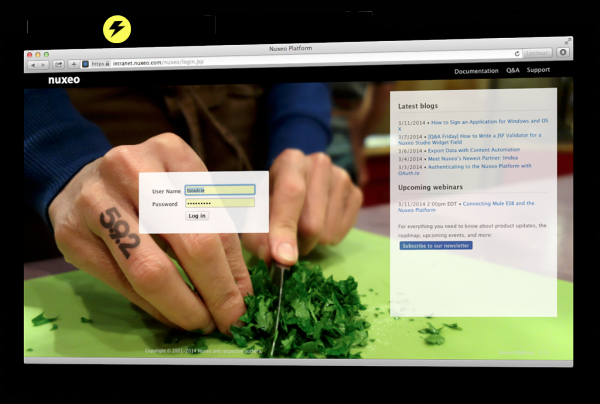 Nuxeo Platform
https intranet.nuxeo.com/nuxeo/login.jsp
nuxeo
Documentation Q&A Support
Latest blogs
3/11/2014 • How to Sign an Application for Windows and OS
X
3/7/2014 • [Q&A Friday] How to Write a JSF Validator for a
Nuxeo Studio Widget Field
3/6/2014 • Export Data with Content Automation
3/4/2014 • Meet Nuxeo's Newest Partner: Imdea
3/3/2014 • Authenticating to the Nuxeo Platform with
OAuth.io
Upcoming webinars
3/11/2014 2:00pm EDT • Connecting Mule ESB and the
Nuxeo Platform
For everything you need to know about product updates, the
roadmap, upcoming events, and more:
Subscribe to our newsletter
User Name
Password •••••••••
Log in
592
Copyright © 2001-2014 Nuxeo and respective authors.